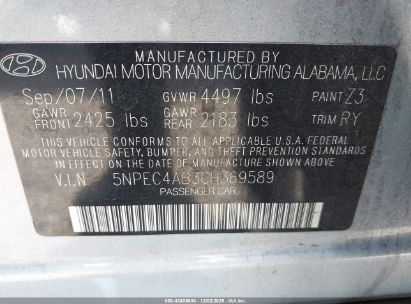 MANUFACTURED BY
HYUNDAI MOTOR MANUFACTURING ALABAMA, LLC
Sep/07/11 GVWR 4497 lbs PAINT Z3
GAWR FRONT 2425 lbs GAWR REAR 2183 lbs TRIM RY
THIS VEHICLE CONFORMS TO ALL APPLICABLE U.S.A FEDERAL
MOTOR VEHICLE SAFETY, BUMPER, AND THEFT PREVENTION STANDARDS
IN EFFECT ON THE DATE OF MANUFACTURE SHOWN ABOVE.
V.I.N 5NPEC4AB3CH369589
PASSENGER CAR